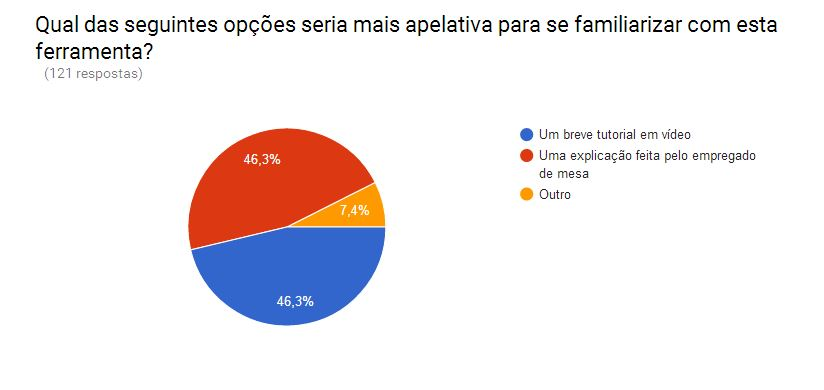 Qual das seguintes opções seria mais apelativa para se familiarizar com esta
ferramenta?
(121 respostas)
46,3%
7,4%
46,3%
Um breve tutorial em vídeo
Uma explicação feita pelo empregado
de mesa
Outro